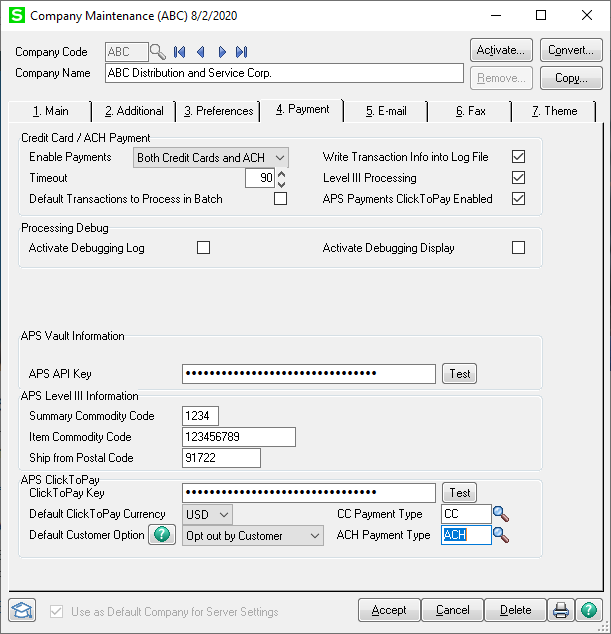 S Company Maintenance (ABC) 8/2/2020
Company Code ABC Activate... Convert...
Company Name ABC Distribution and Service Corp. Remove... Copy...
1. Main 2. Additional 3. Preferences 4. Payment 5. E-mail 6. Fax 7. Theme
Credit Card / ACH Payment
Enable Payments Both Credit Cards and ACH Write Transaction Info into Log File
Timeout 90 Level III Processing
Default Transactions to Process in Batch APS Payments ClickToPay Enabled
Processing Debug
Activate Debugging Log Activate Debugging Display
APS Vault Information
APS API Key •••••••••••••••••••••••••••••••• Test
APS Level III Information
Summary Commodity Code 1234
Item Commodity Code 123456789
Ship from Postal Code 91722
APS ClickToPay
ClickToPay Key •••••••••••••••••••••••••••••••• Test
Default ClickToPay Currency USD CC Payment Type CC
Default Customer Option ? Opt out by Customer ACH Payment Type ACH
Use as Default Company for Server Settings Accept Cancel Delete ?